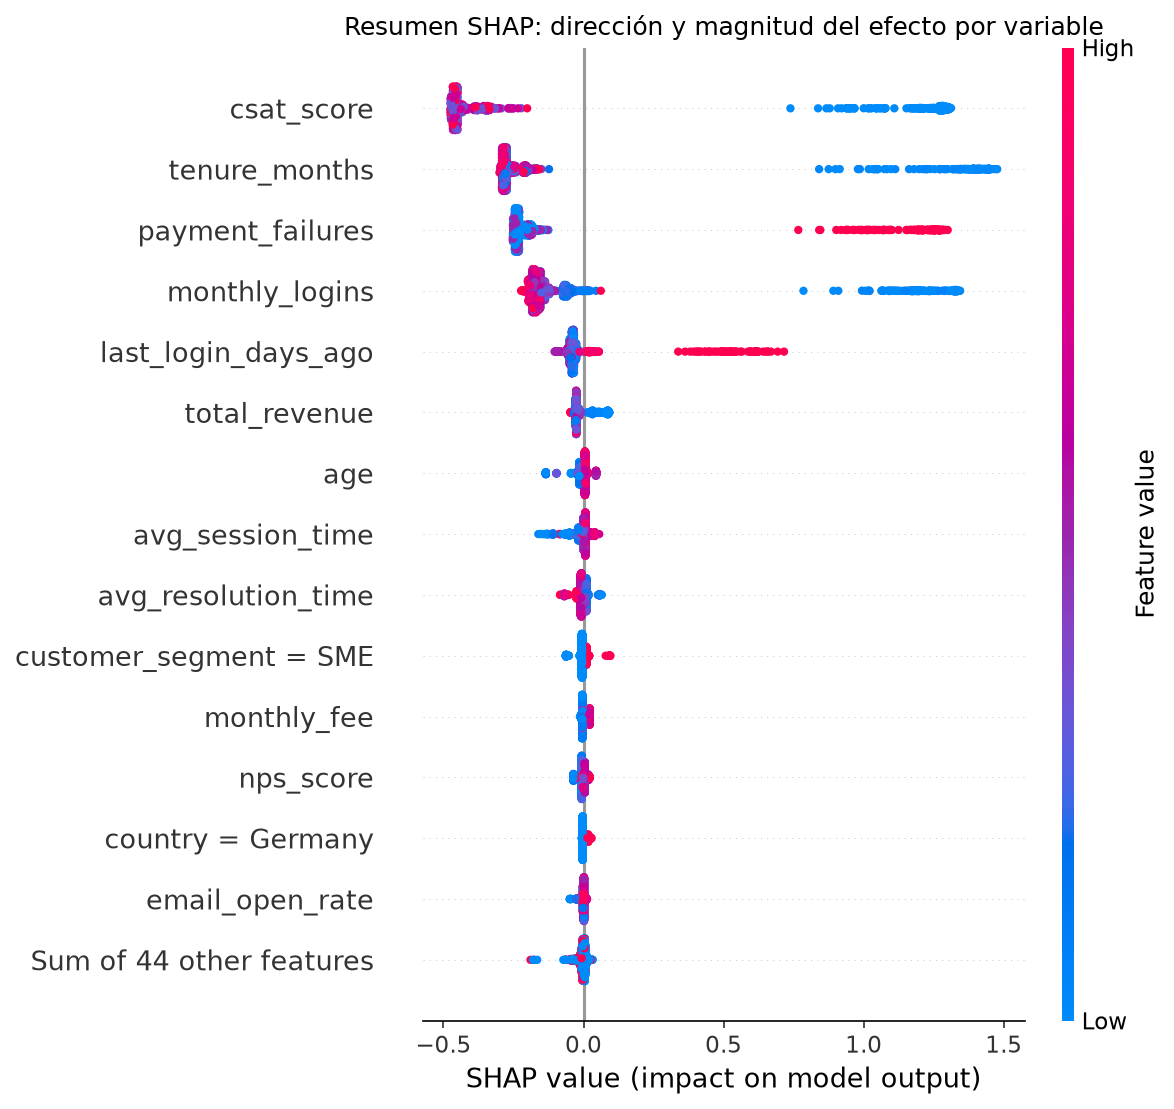 Resumen SHAP: dirección y magnitud del efecto por variable
High
csat_score
tenure_months
payment_failures
monthly_logins
last_login_days_ago
total_revenue
age
avg_session_time
avg_resolution_time
customer_segment = SME
monthly_fee
nps_score
country = Germany
email_open_rate
Sum of 44 other features
Feature value
Low
−0.5 0.0 0.5 1.0 1.5
SHAP value (impact on model output)